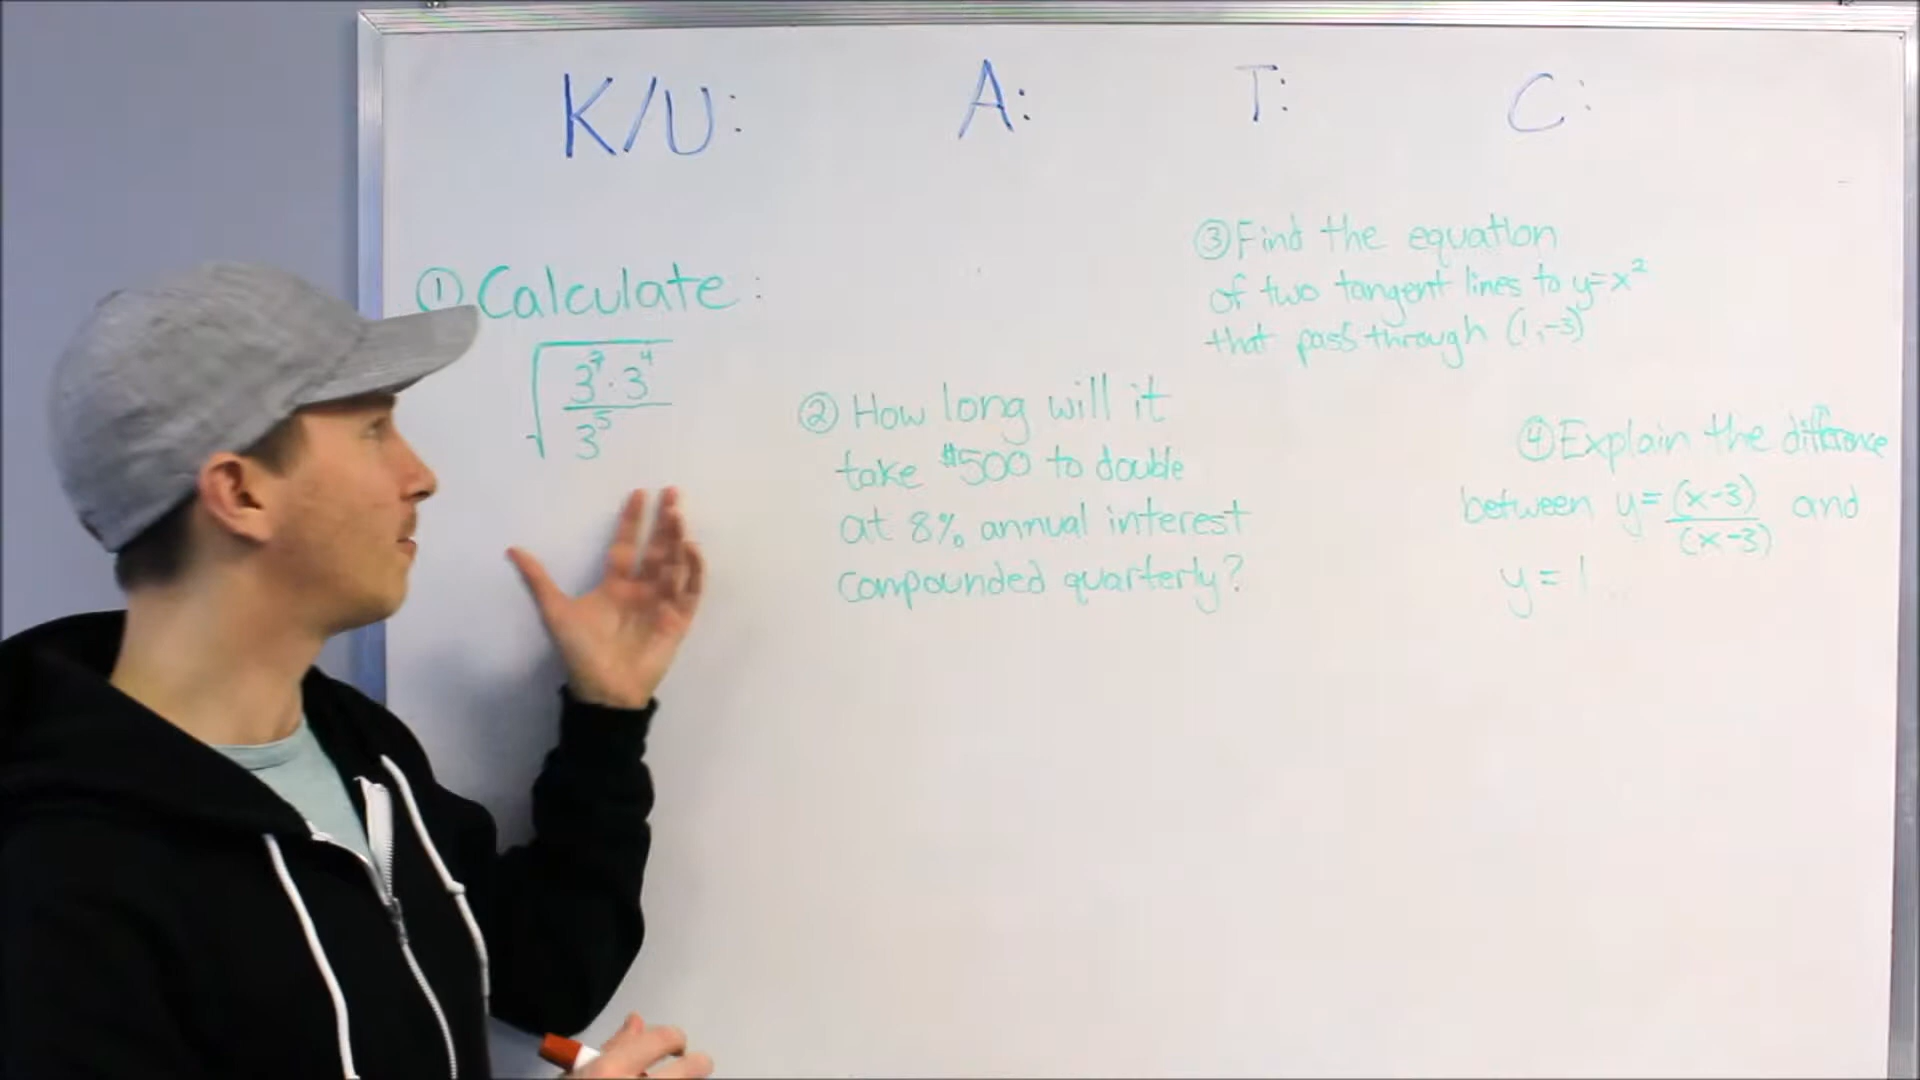 K/U: A: T: C:
① Calculate:
√(3⁷·3⁴ / 3⁵)
② How long will it
take $500 to double
at 8% annual interest
compounded quarterly?
③ Find the equation
of two tangent lines to y=x²
that pass through (1,-3)
④ Explain the difference
between y=(x-3)/(x-3) and
y=1